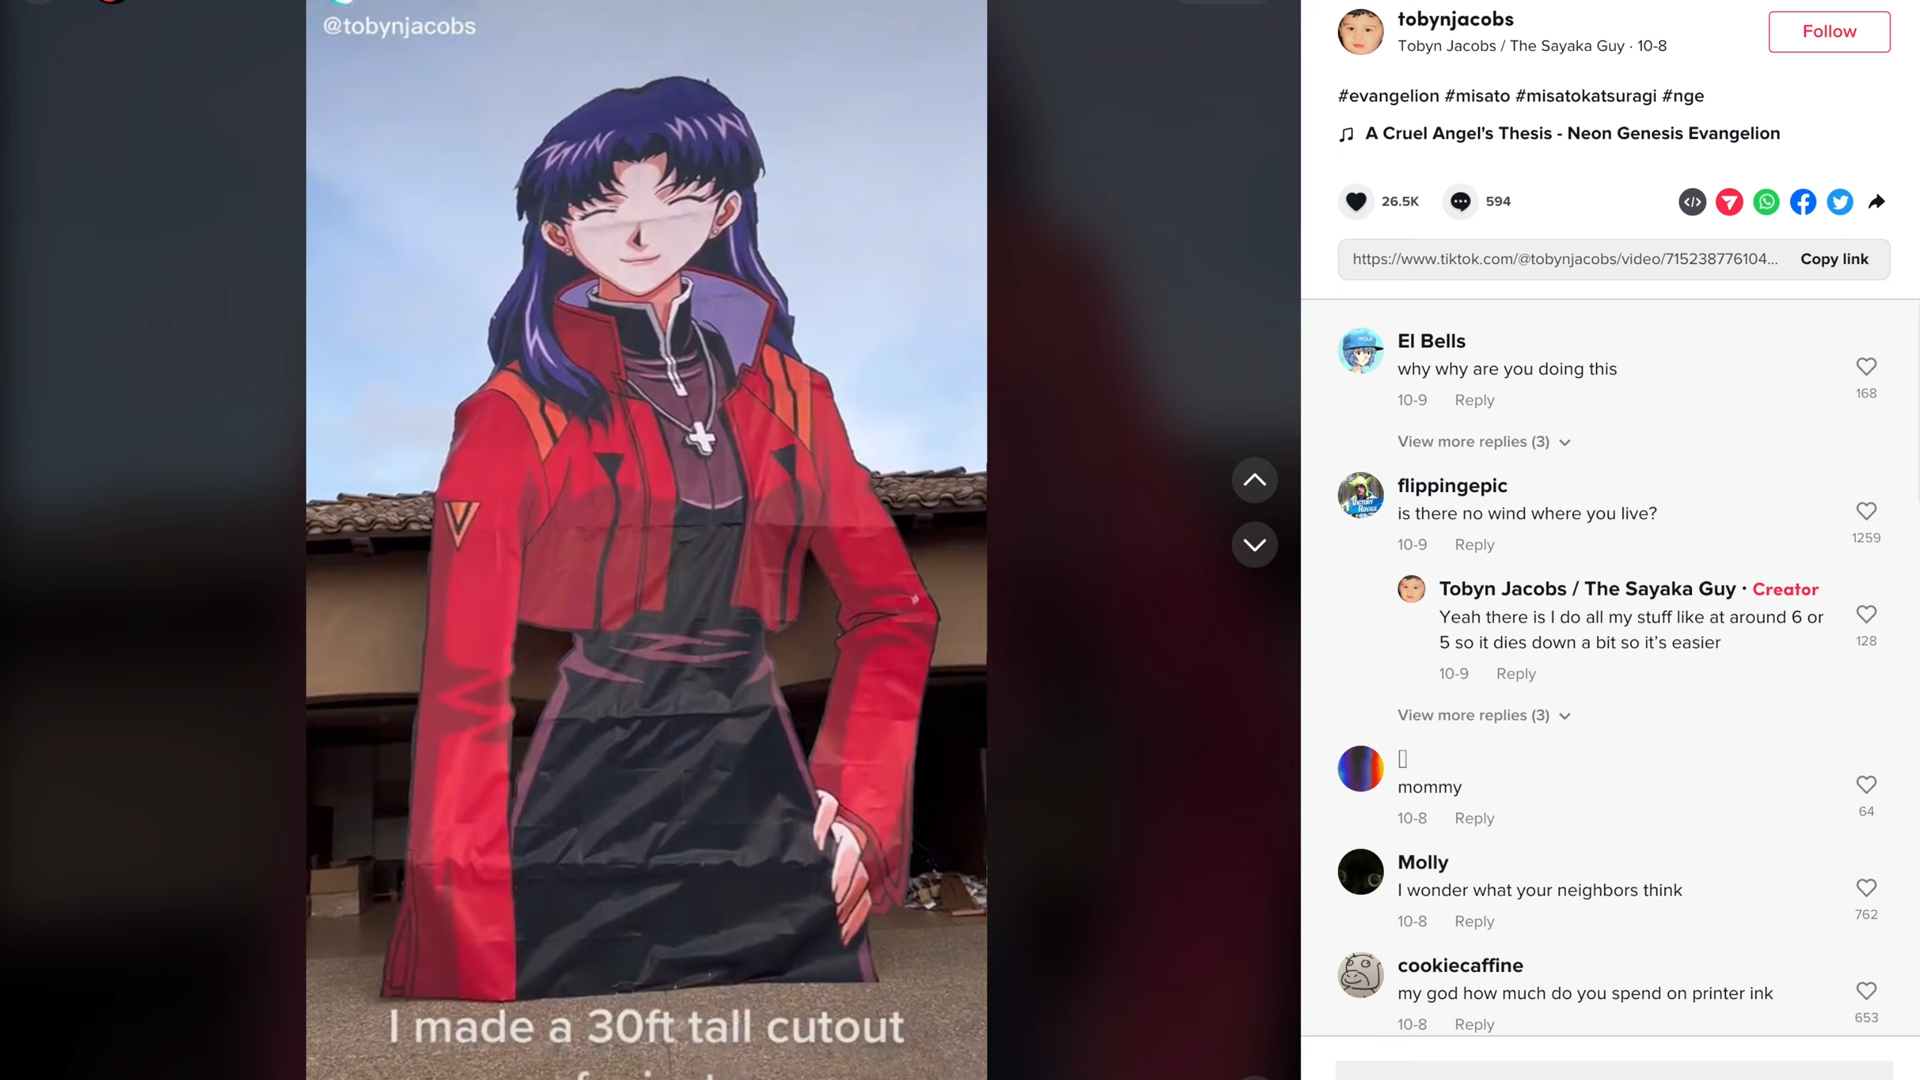 @tobynjacobs
I made a 30ft tall cutout
tobynjacobs
Tobyn Jacobs / The Sayaka Guy · 10-8
Follow
#evangelion #misato #misatokatsuragi #nge
A Cruel Angel's Thesis - Neon Genesis Evangelion
26.5K
594
https://www.tiktok.com/@tobynjacobs/video/715238776104...
Copy link
El Bells
why why are you doing this
168
10-9 Reply
View more replies (3)
flippingepic
is there no wind where you live?
1259
10-9 Reply
Tobyn Jacobs / The Sayaka Guy · Creator
Yeah there is I do all my stuff like at around 6 or
5 so it dies down a bit so it's easier
128
10-9 Reply
View more replies (3)
mommy
64
10-8 Reply
Molly
I wonder what your neighbors think
762
10-8 Reply
cookiecaffine
my god how much do you spend on printer ink
653
10-8 Reply